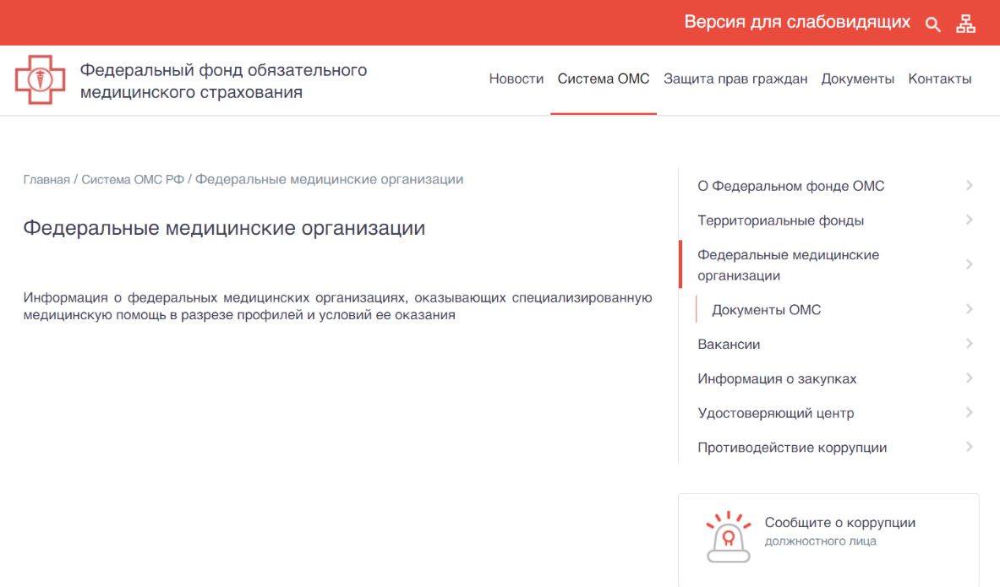 Версия для слабовидящих
Федеральный фонд обязательного
медицинского страхования
Новости Система ОМС Защита прав граждан Документы Контакты
Главная / Система ОМС РФ / Федеральные медицинские организации
Федеральные медицинские организации
Информация о федеральных медицинских организациях, оказывающих специализированную
медицинскую помощь в разрезе профилей и условий ее оказания
О Федеральном фонде ОМС
Территориальные фонды
Федеральные медицинские
организации
Документы ОМС
Вакансии
Информация о закупках
Удостоверяющий центр
Противодействие коррупции
Сообщите о коррупции
должностного лица